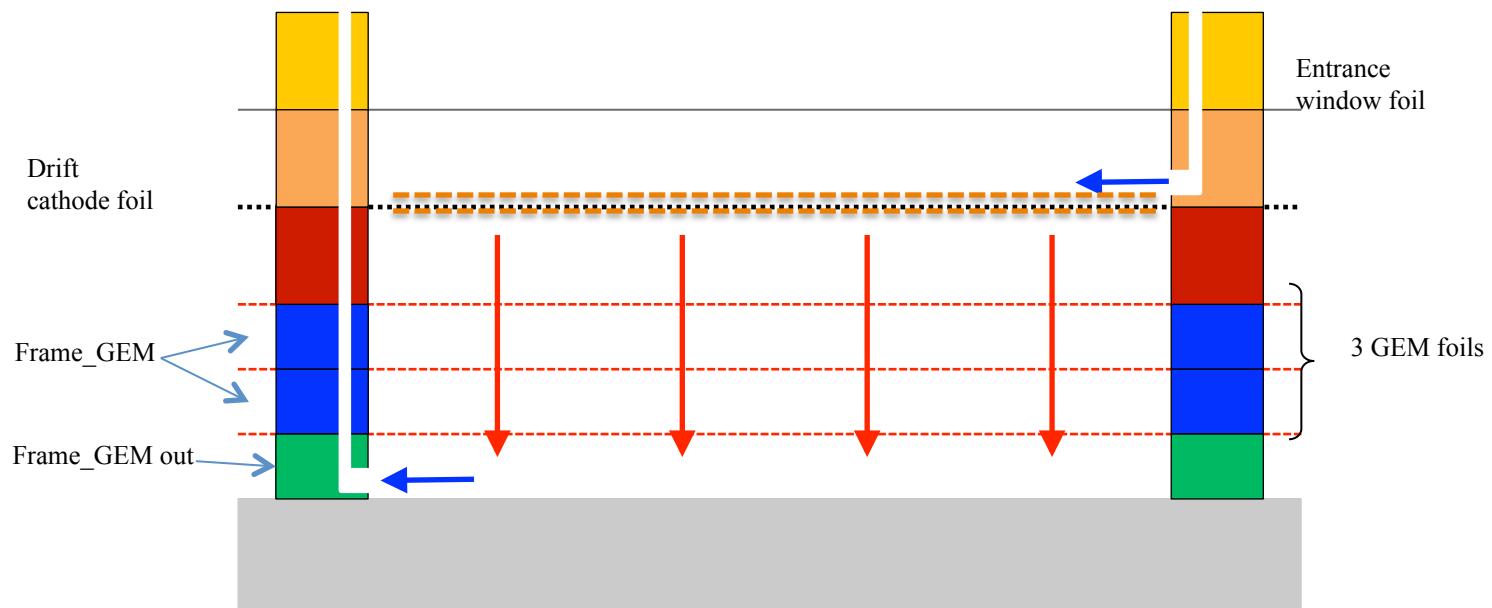 Entrance
window foil
Drift
cathode foil
Frame_GEM
3 GEM foils
Frame_GEM out